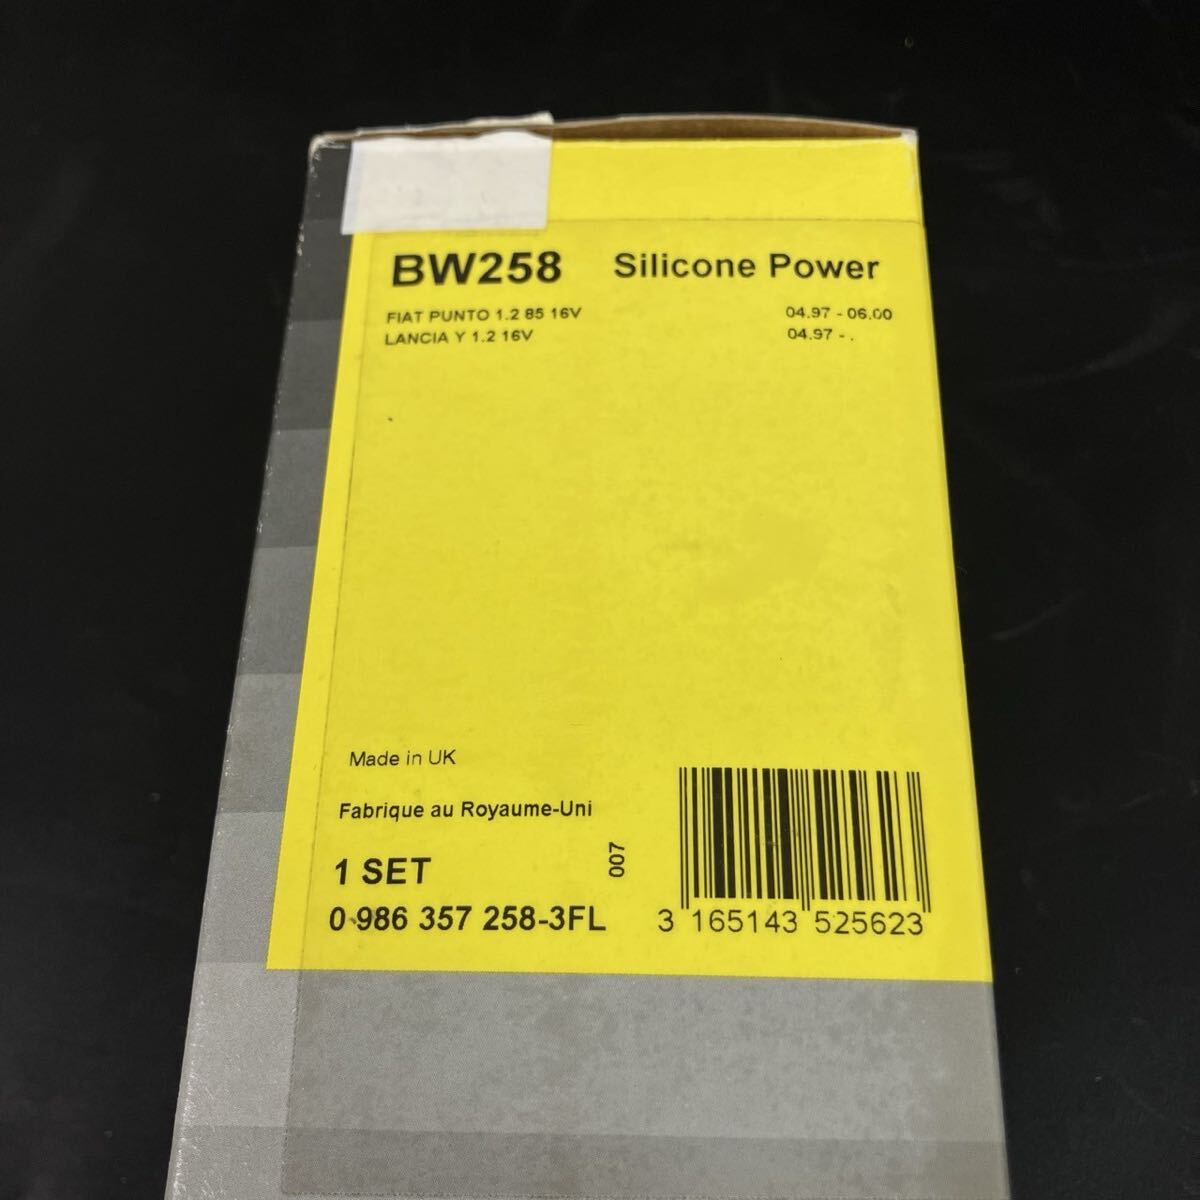 BW258 Silicone Power
FIAT PUNTO 1.2 85 16V 04.97 - 06.00
LANCIA Y 1.2 16V 04.97 - .
Made in UK
Fabrique au Royaume-Uni
1 SET
007
0 986 357 258-3FL
3 165143 525623